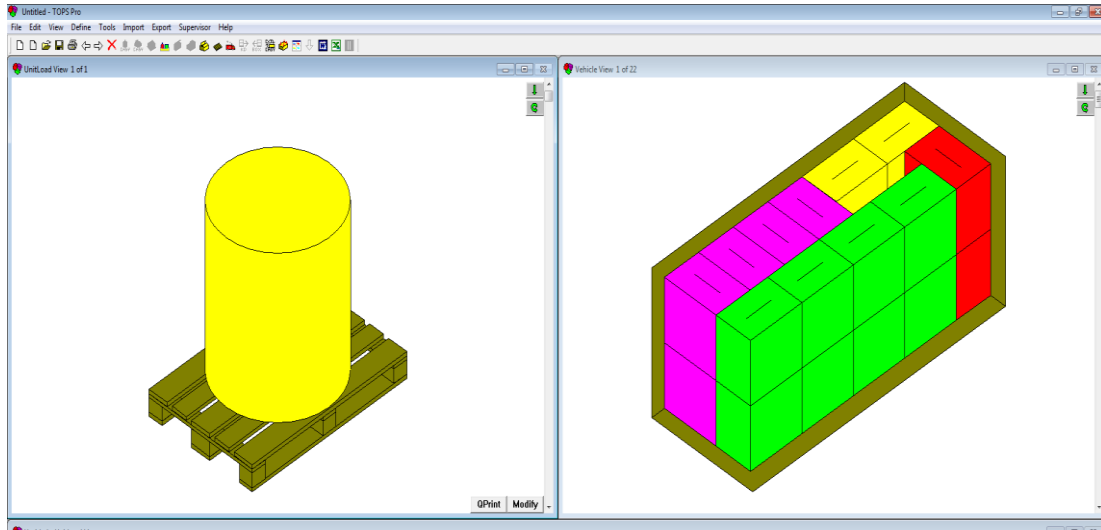 Untitled - TOPS Pro
File Edit View Define Tools Import Export Supervisor Help
UnitLoad View 1 of 1
Vehicle View 1 of 22
QPrint Modify